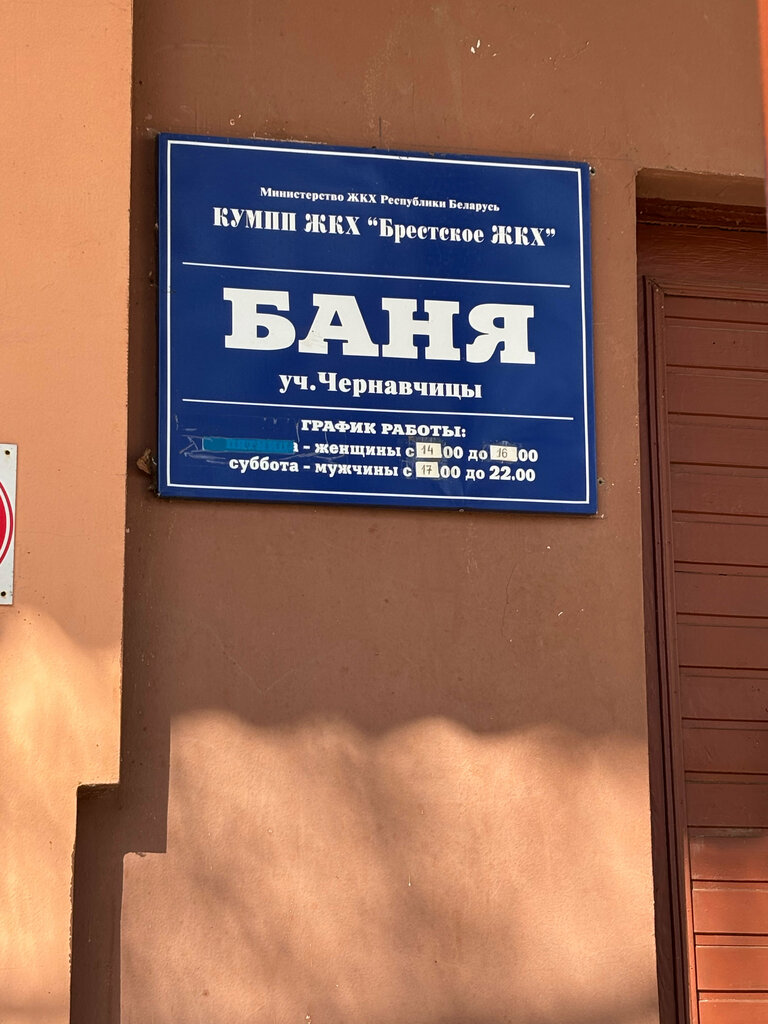 Министерство ЖКХ Республики Беларусь
КУМПП ЖКХ “Брестское ЖКХ”
БАНЯ
уч.Чернавчицы
ГРАФИК РАБОТЫ:
- женщины с 14 00 до 16 00
суббота - мужчины с 17 00 до 22.00